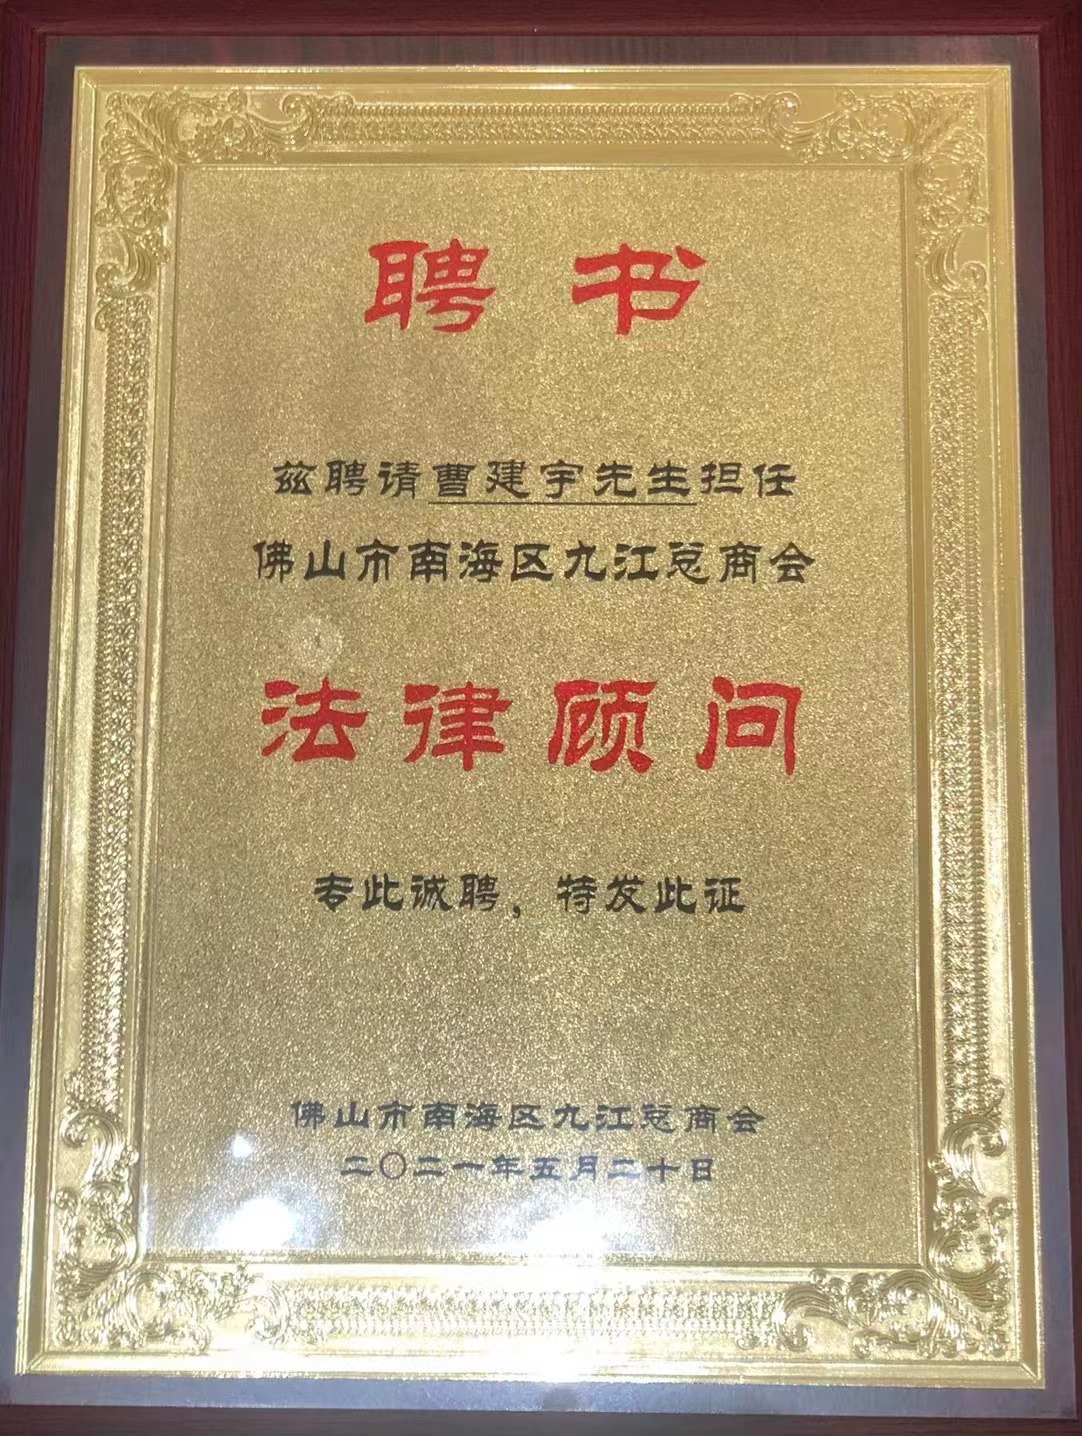 聘书
兹聘请曹建宇先生担任
佛山市南海区九江总商会
法律顾问
专此诚聘，特发此证
佛山市南海区九江总商会
二〇二一年五月二十日